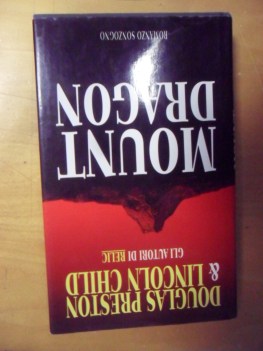 DOUGLAS PRESTON
& LINCOLN CHILD
GLI AUTORI DI RELIC
MOUNT
DRAGON
ROMANZO SONZOGNO